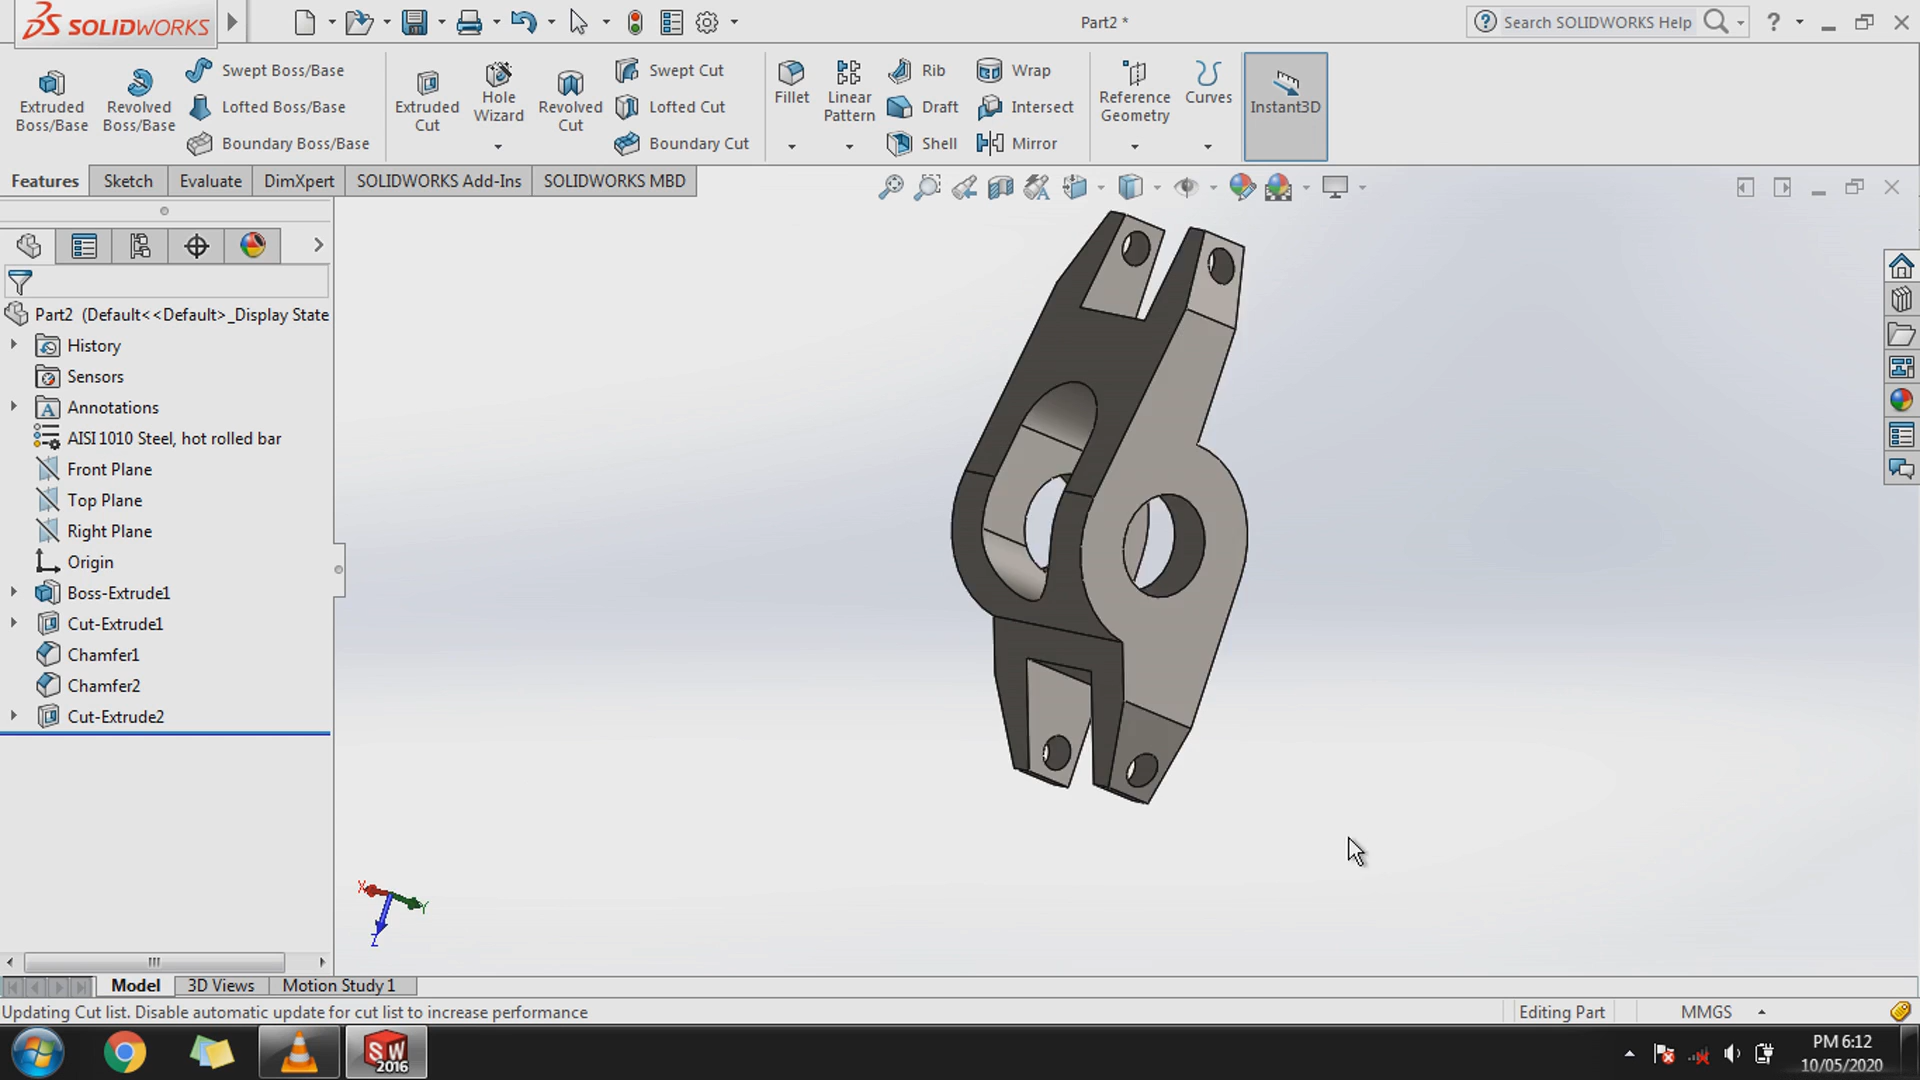 SOLIDWORKS
Part2 *
Search SOLIDWORKS Help
Extruded Boss/Base
Revolved Boss/Base
Swept Boss/Base
Lofted Boss/Base
Boundary Boss/Base
Extruded Cut
Hole Wizard
Revolved Cut
Swept Cut
Lofted Cut
Boundary Cut
Fillet
Linear Pattern
Rib
Draft
Shell
Wrap
Intersect
Mirror
Reference Geometry
Curves
Instant3D
Features
Sketch
Evaluate
DimXpert
SOLIDWORKS Add-Ins
SOLIDWORKS MBD
Part2 (Default<<Default>_Display State
History
Sensors
Annotations
AISI 1010 Steel, hot rolled bar
Front Plane
Top Plane
Right Plane
Origin
Boss-Extrude1
Cut-Extrude1
Chamfer1
Chamfer2
Cut-Extrude2
X
Y
Z
Model
3D Views
Motion Study 1
Updating Cut list. Disable automatic update for cut list to increase performance
Editing Part
MMGS
SW
2016
PM 6:12
10/05/2020